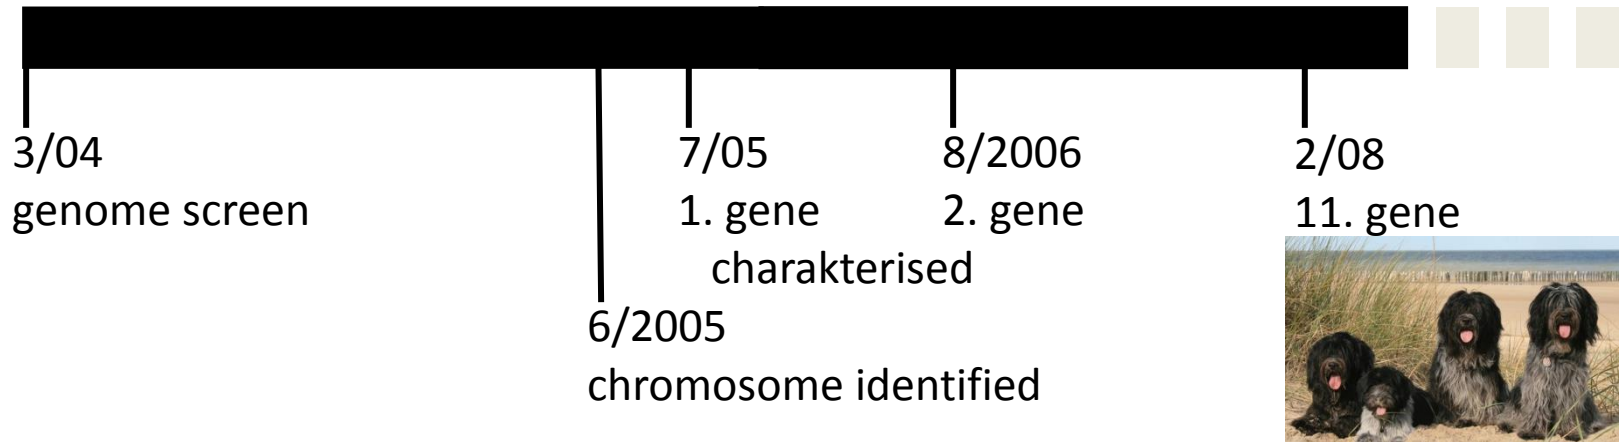 3/04
genome screen
7/05
1. gene
charakterised
8/2006
2. gene
2/08
11. gene
6/2005
chromosome identified